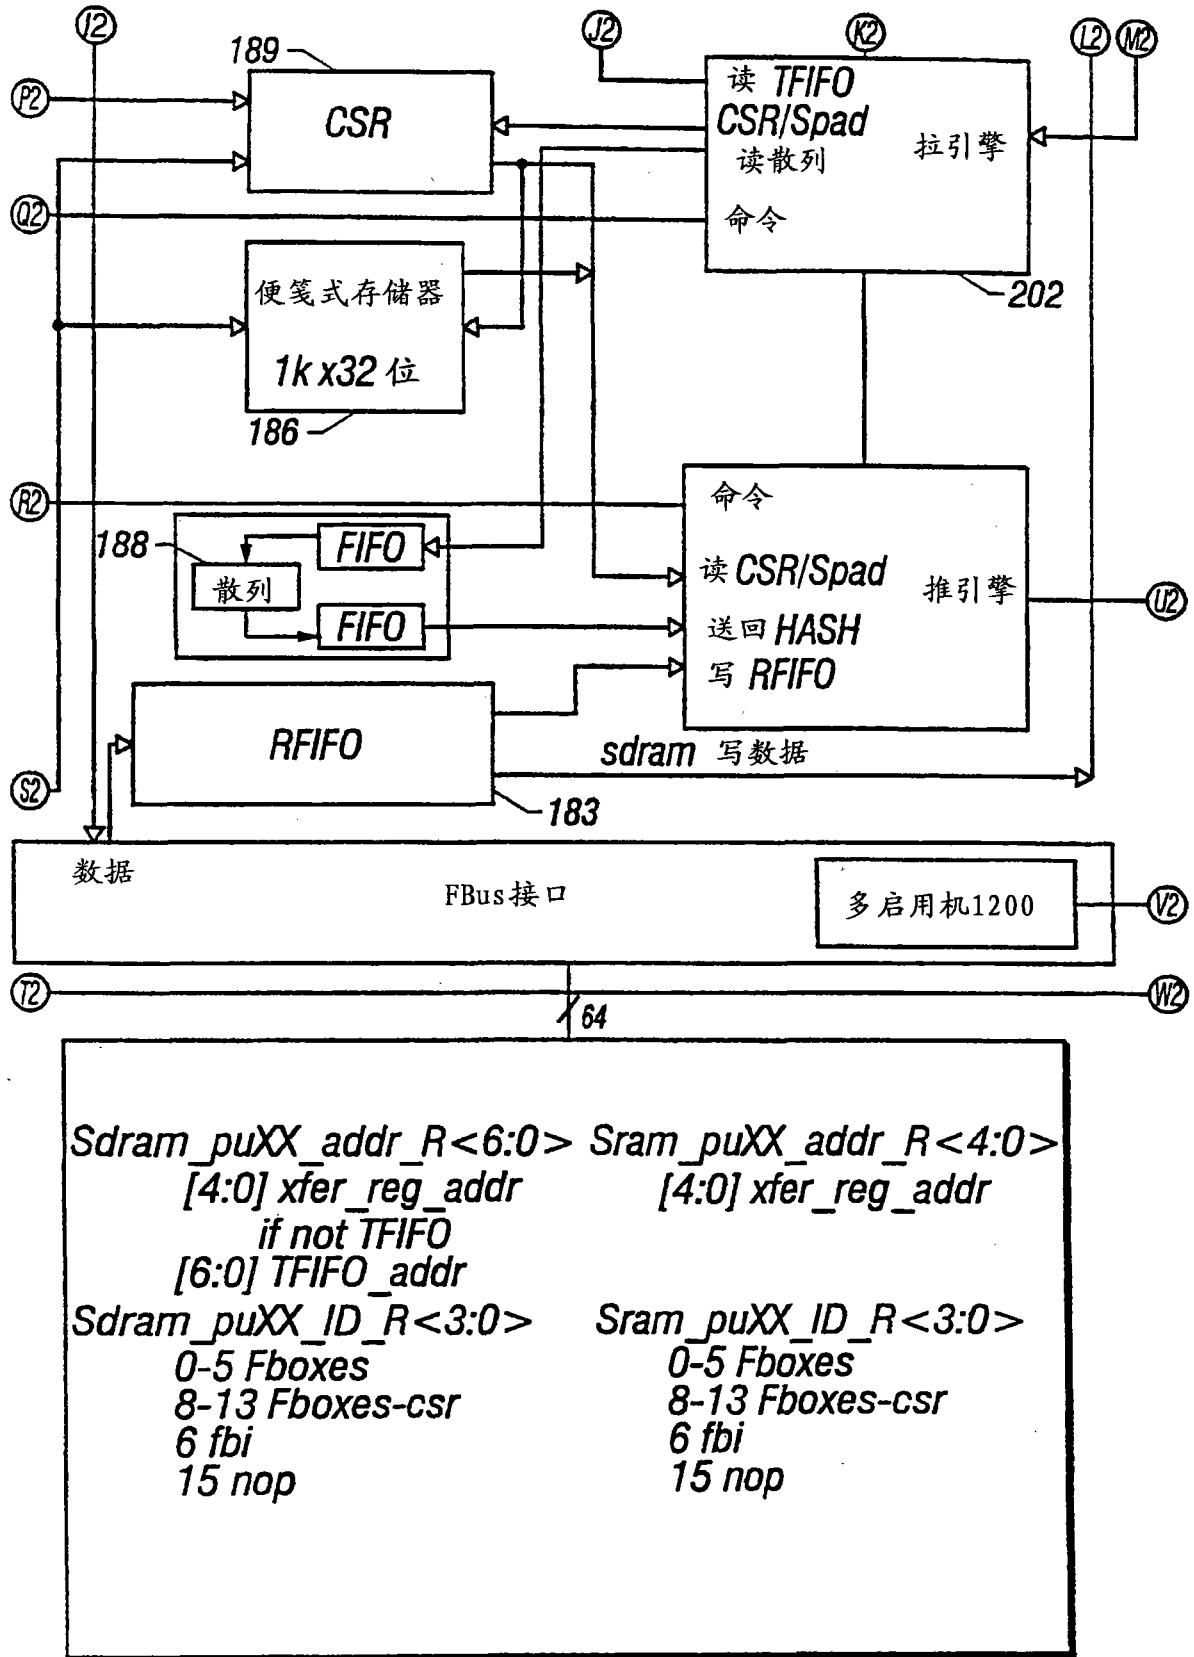 I2
J2
K2
L2
M2
189
P2
CSR
读 TFIFO
CSR/Spad
读散列
拉引擎
Q2
命令
202
便笺式存储器
1k x32 位
186
R2
命令
188
FIFO
散列
FIFO
读 CSR/Spad
推引擎
U2
送回 HASH
写 RFIFO
RFIFO
sdram 写数据
S2
183
数据
FBus接口
多启用机1200
V2
T2
W2
64
Sdram_puXX_addr_R<6:0>
[4:0] xfer_reg_addr
if not TFIFO
[6:0] TFIFO_addr
Sdram_puXX_ID_R<3:0>
0-5 Fboxes
8-13 Fboxes-csr
6 fbi
15 nop
Sram_puXX_addr_R<4:0>
[4:0] xfer_reg_addr
Sram_puXX_ID_R<3:0>
0-5 Fboxes
8-13 Fboxes-csr
6 fbi
15 nop